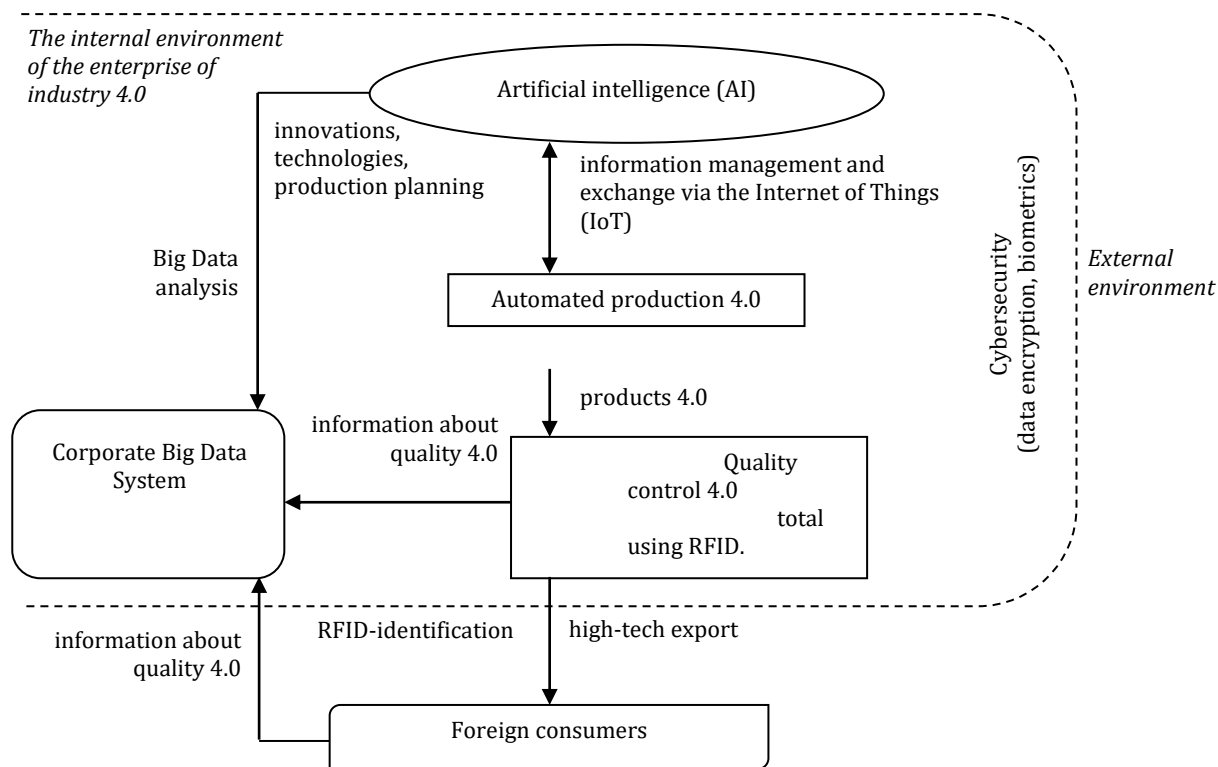 The internal environment
of the enterprise of
industry 4.0
Artificial intelligence (AI)
innovations,
technologies,
production planning
information management and
exchange via the Internet of Things
(IoT)
Big Data
analysis
Automated production 4.0
Cybersecurity
(data encryption, biometrics)
External
environment
products 4.0
information about
quality 4.0
Corporate Big Data
System
Quality
control 4.0
total
using RFID.
RFID-identification
high-tech export
information about
quality 4.0
Foreign consumers